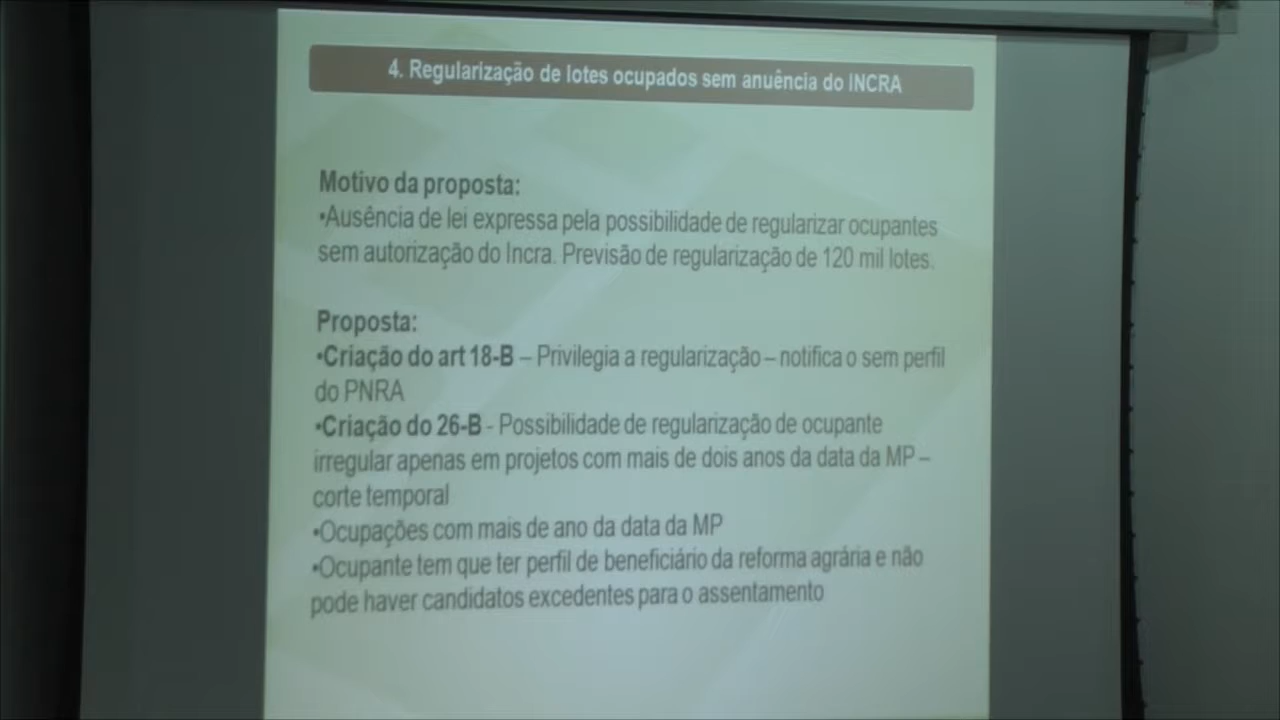 4. Regularização de lotes ocupados sem anuência do INCRA
Motivo da proposta:
•Ausência de lei expressa pela possibilidade de regularizar ocupantes
sem autorização do Incra. Previsão de regularização de 120 mil lotes.
Proposta:
•Criação do art 18-B – Privilegia a regularização – notifica o sem perfil
do PNRA
•Criação do 26-B - Possibilidade de regularização de ocupante
irregular apenas em projetos com mais de dois anos da data da MP –
corte temporal
•Ocupações com mais de ano da data da MP
•Ocupante tem que ter perfil de beneficiário da reforma agrária e não
pode haver candidatos excedentes para o assentamento